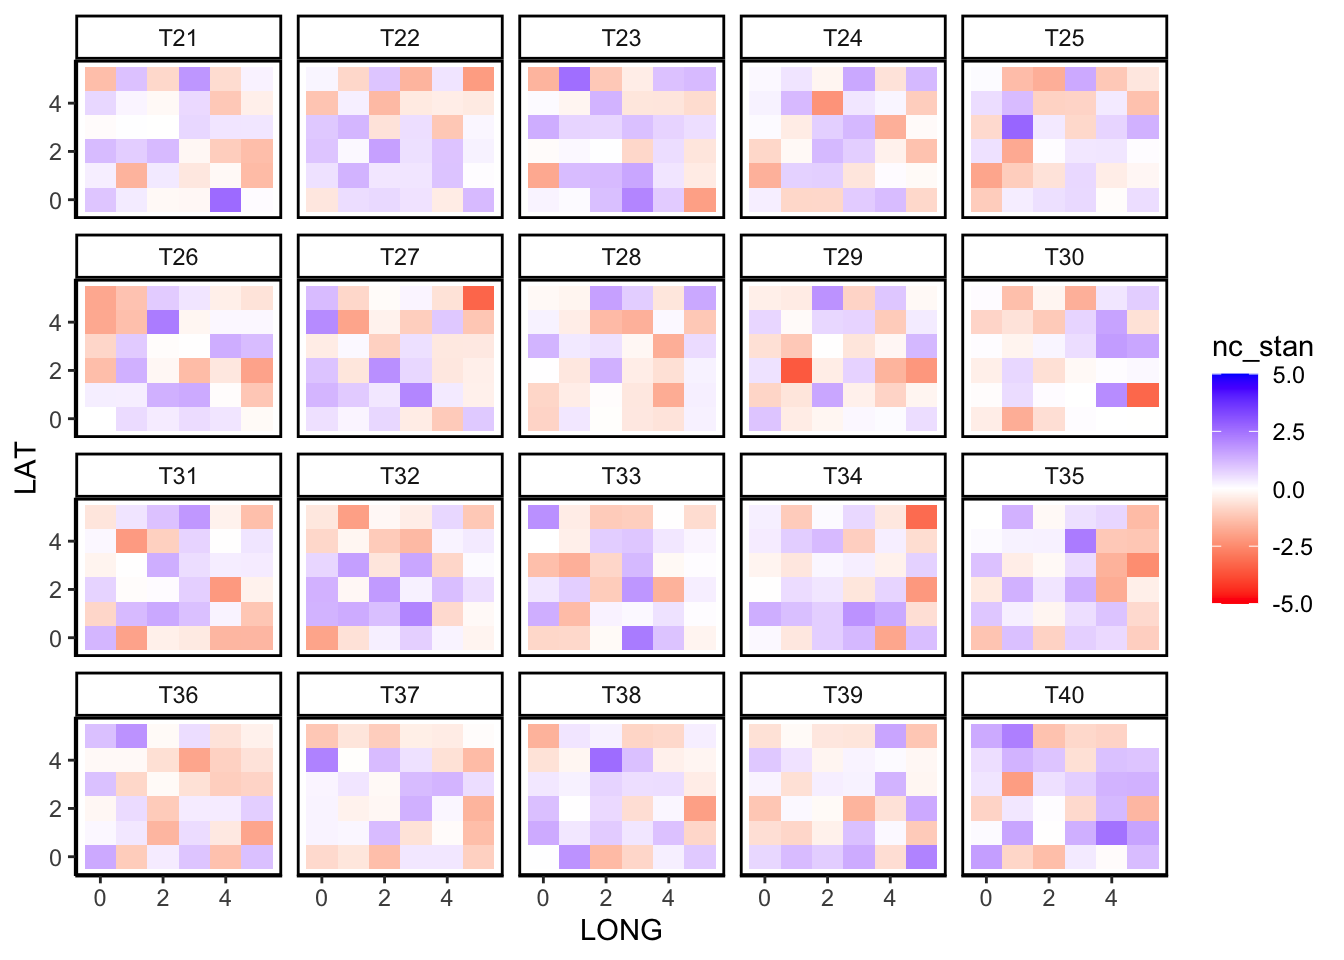 T21 T22 T23 T24 T25
4
2
0
T26 T27 T28 T29 T30
4
2
0
T31 T32 T33 T34 T35
4
2
0
T36 T37 T38 T39 T40
4
2
0
0 2 4 0 2 4 0 2 4 0 2 4 0 2 4
LONG
LAT
nc_stan
5.0
2.5
0.0
-2.5
-5.0